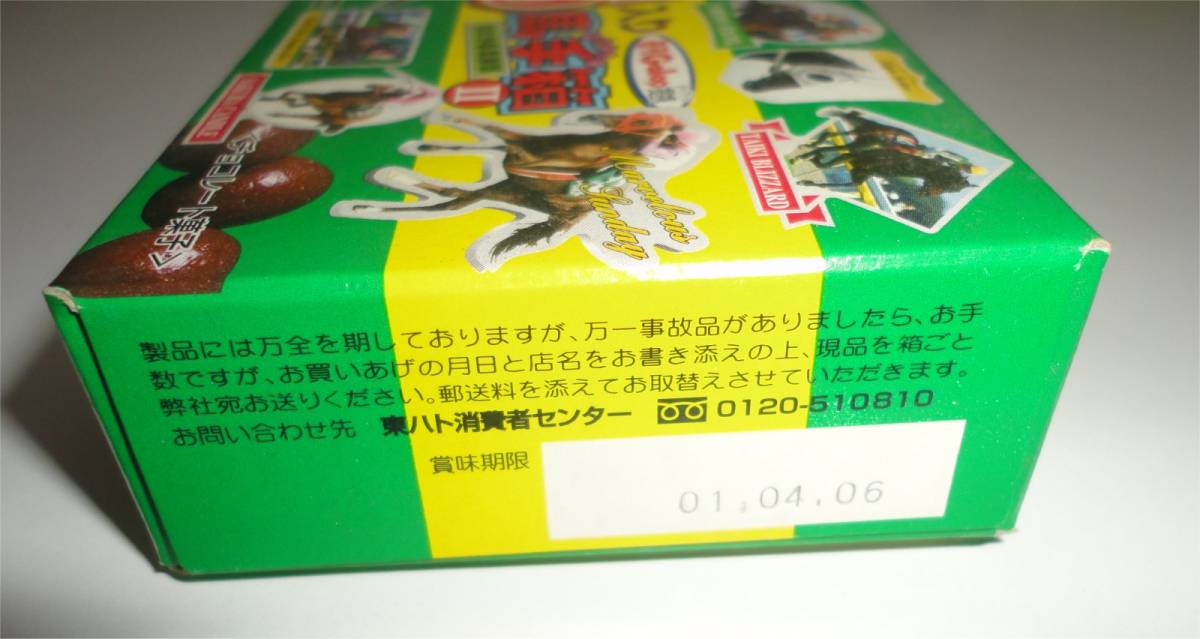 II
TAIKI BLIZZARD
Marvelous
Sunday
<チョコレート菓子>
製品には万全を期しておりますが、万一事故品がありましたら、お手
数ですが、お買いあげの月日と店名をお書き添えの上、現品を箱ごと
弊社宛お送りください。郵送料を添えてお取替えさせていただきます。
お問い合わせ先 東ハト消費者センター 0120-510810
賞味期限
01,04.06